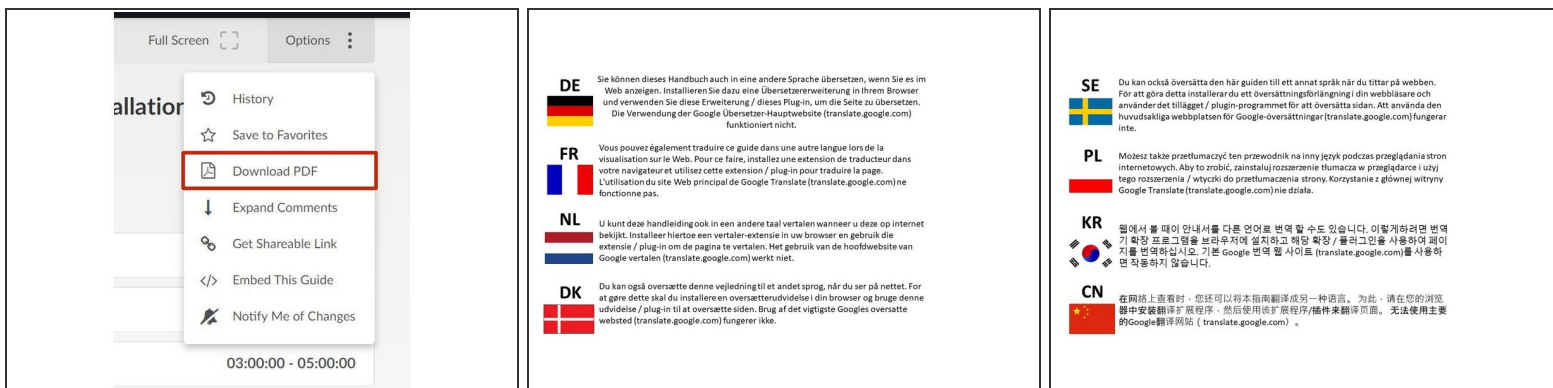 Full Screen
Options
allation
History
Save to Favorites
Download PDF
Expand Comments
Get Shareable Link
Embed This Guide
Notify Me of Changes
03:00:00 - 05:00:00
DE
Sie können dieses Handbuch auch in eine andere Sprache übersetzen, wenn Sie es im
Web anzeigen. Installieren Sie dazu eine Übersetzererweiterung in Ihrem Browser
und verwenden Sie diese Erweiterung / dieses Plug-in, um die Seite zu übersetzen.
Die Verwendung der Google Übersetzer-Hauptwebsite (translate.google.com)
funktioniert nicht.
FR
Vous pouvez également traduire ce guide dans une autre langue lors de la
visualisation sur le Web. Pour ce faire, installez une extension de traducteur dans
votre navigateur et utilisez cette extension / plug-in pour traduire la page.
L'utilisation du site Web principal de Google Translate (translate.google.com) ne
fonctionne pas.
NL
U kunt deze handleiding ook in een andere taal vertalen wanneer u deze op internet
bekijkt. Installeer hiertoe een vertaler-extensie in uw browser en gebruik die
extensie / plug-in om de pagina te vertalen. Het gebruik van de hoofdwebsite van
Google vertalen (translate.google.com) werkt niet.
DK
Du kan også oversætte denne vejledning til et andet sprog, når du ser på nettet. For
at gøre dette skal du installere en oversætterudvidelse i din browser og bruge denne
udvidelse / plug-in til at oversætte siden. Brug af det vigtigste Googles oversatte
websted (translate.google.com) fungerer ikke.
SE
Du kan också översätta den här guiden till ett annat språk när du tittar på webben.
För att göra detta installerar du ett översättningsförlängning i din webbläsare och
använder det tillägget / plugin-programmet för att översätta sidan. Att använda den
huvudsakliga webbplatsen för Google-översättningar (translate.google.com) fungerar
inte.
PL
Możesz także przetłumaczyć ten przewodnik na inny język podczas przeglądania stron
internetowych. Aby to zrobić, zainstaluj rozszerzenie tłumacza w przeglądarce i użyj
tego rozszerzenia / wtyczki do przetłumaczenia strony. Korzystanie z głównej witryny
Google Translate (translate.google.com) nie działa.
KR
웹에서 볼 때이 안내서를 다른 언어로 번역 할 수도 있습니다. 이렇게하려면 번역
기 확장 프로그램을 브라우저에 설치하고 해당 확장 / 플러그인을 사용하여 페이
지를 번역하십시오. 기본 Google 번역 웹 사이트 (translate.google.com)를 사용하
면 작동하지 않습니다.
CN
在网络上查看时，您还可以将本指南翻译成另一种语言。 为此，请在您的浏览
器中安装翻译扩展程序，然后使用该扩展程序/插件来翻译页面。 无法使用主要
的Google翻译网站（translate.google.com）。